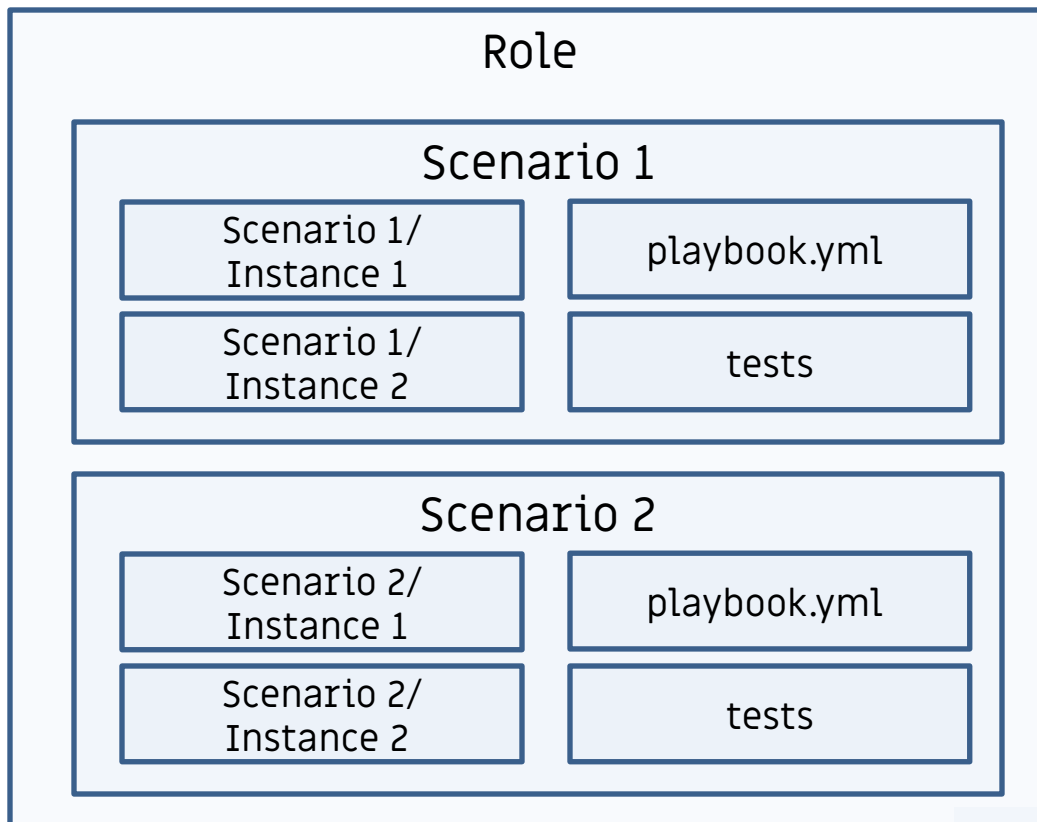 Role
Scenario 1
Scenario 1/
Instance 1
playbook.yml
Scenario 1/
Instance 2
tests
Scenario 2
Scenario 2/
Instance 1
playbook.yml
Scenario 2/
Instance 2
tests